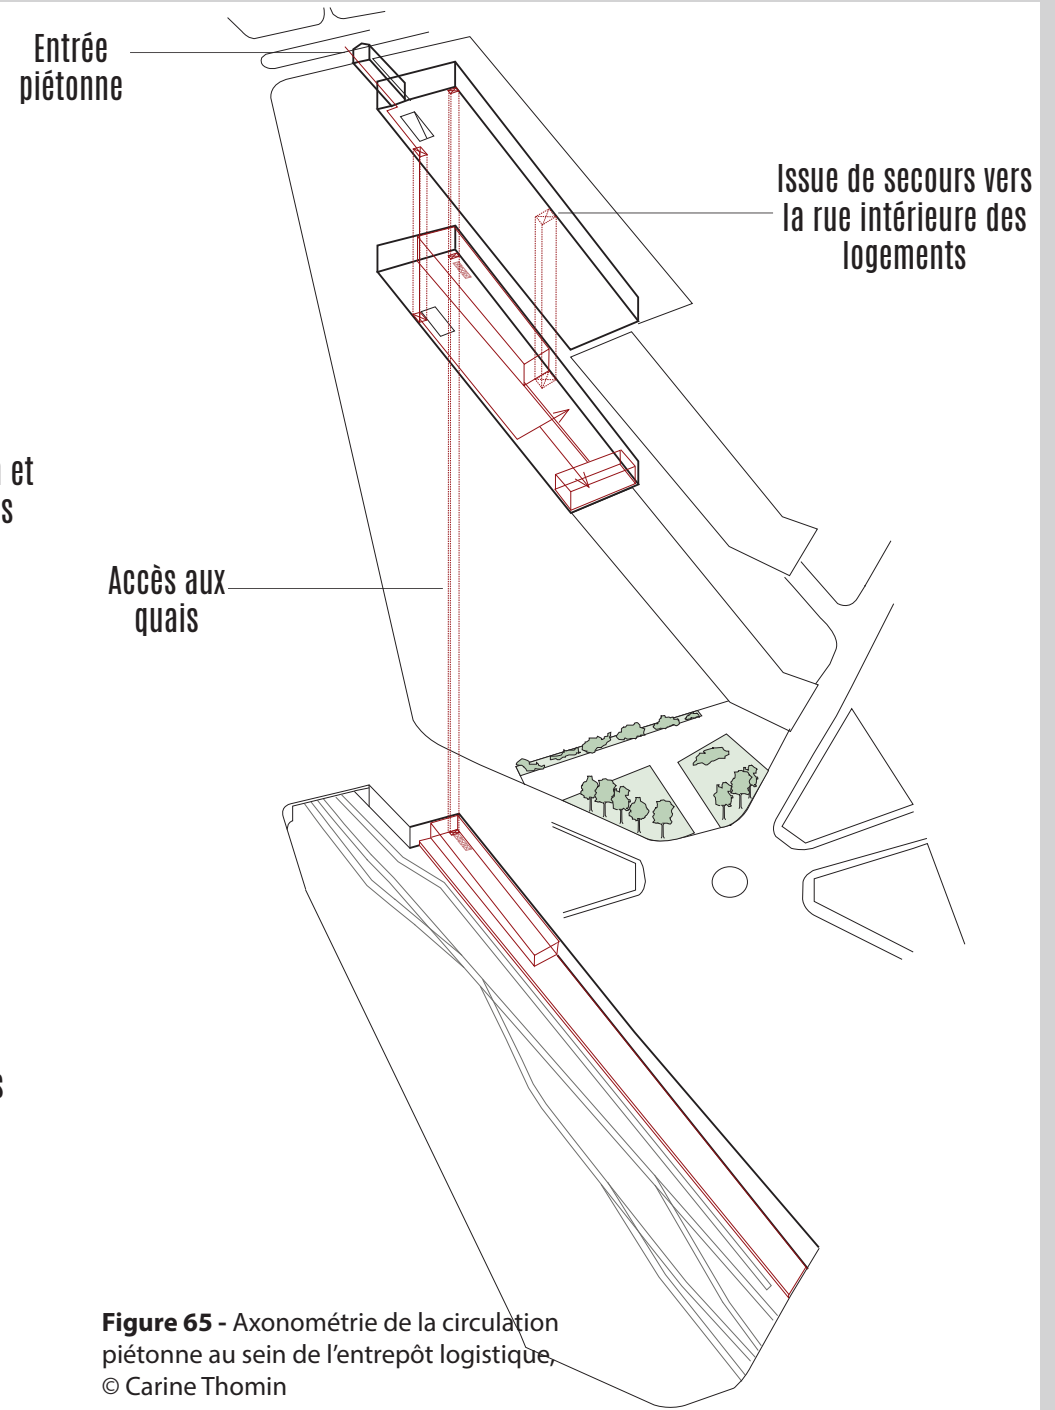 Entrée
piétonne
Issue de secours vers
la rue intérieure des
logements
et
s
Accès aux
quais
s
Figure 65 - Axonométrie de la circulation
piétonne au sein de l'entrepôt logistique,
© Carine Thomin